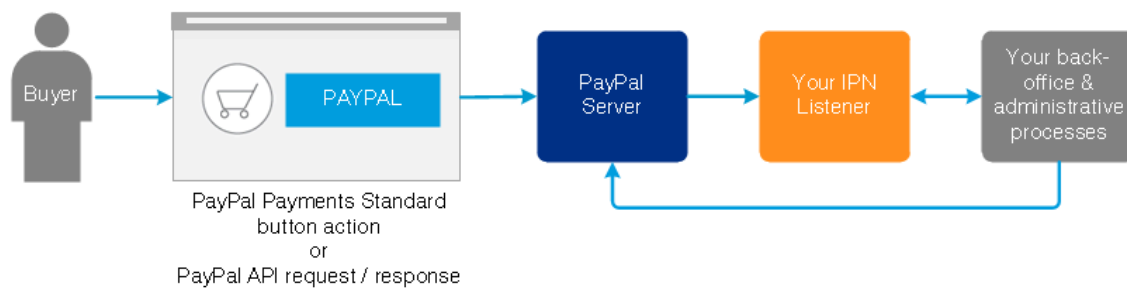 Buyer
PAYPAL
PayPal Payments Standard
button action
or
PayPal API request / response
PayPal
Server
Your IPN
Listener
Your back-
office &
administrative
processes